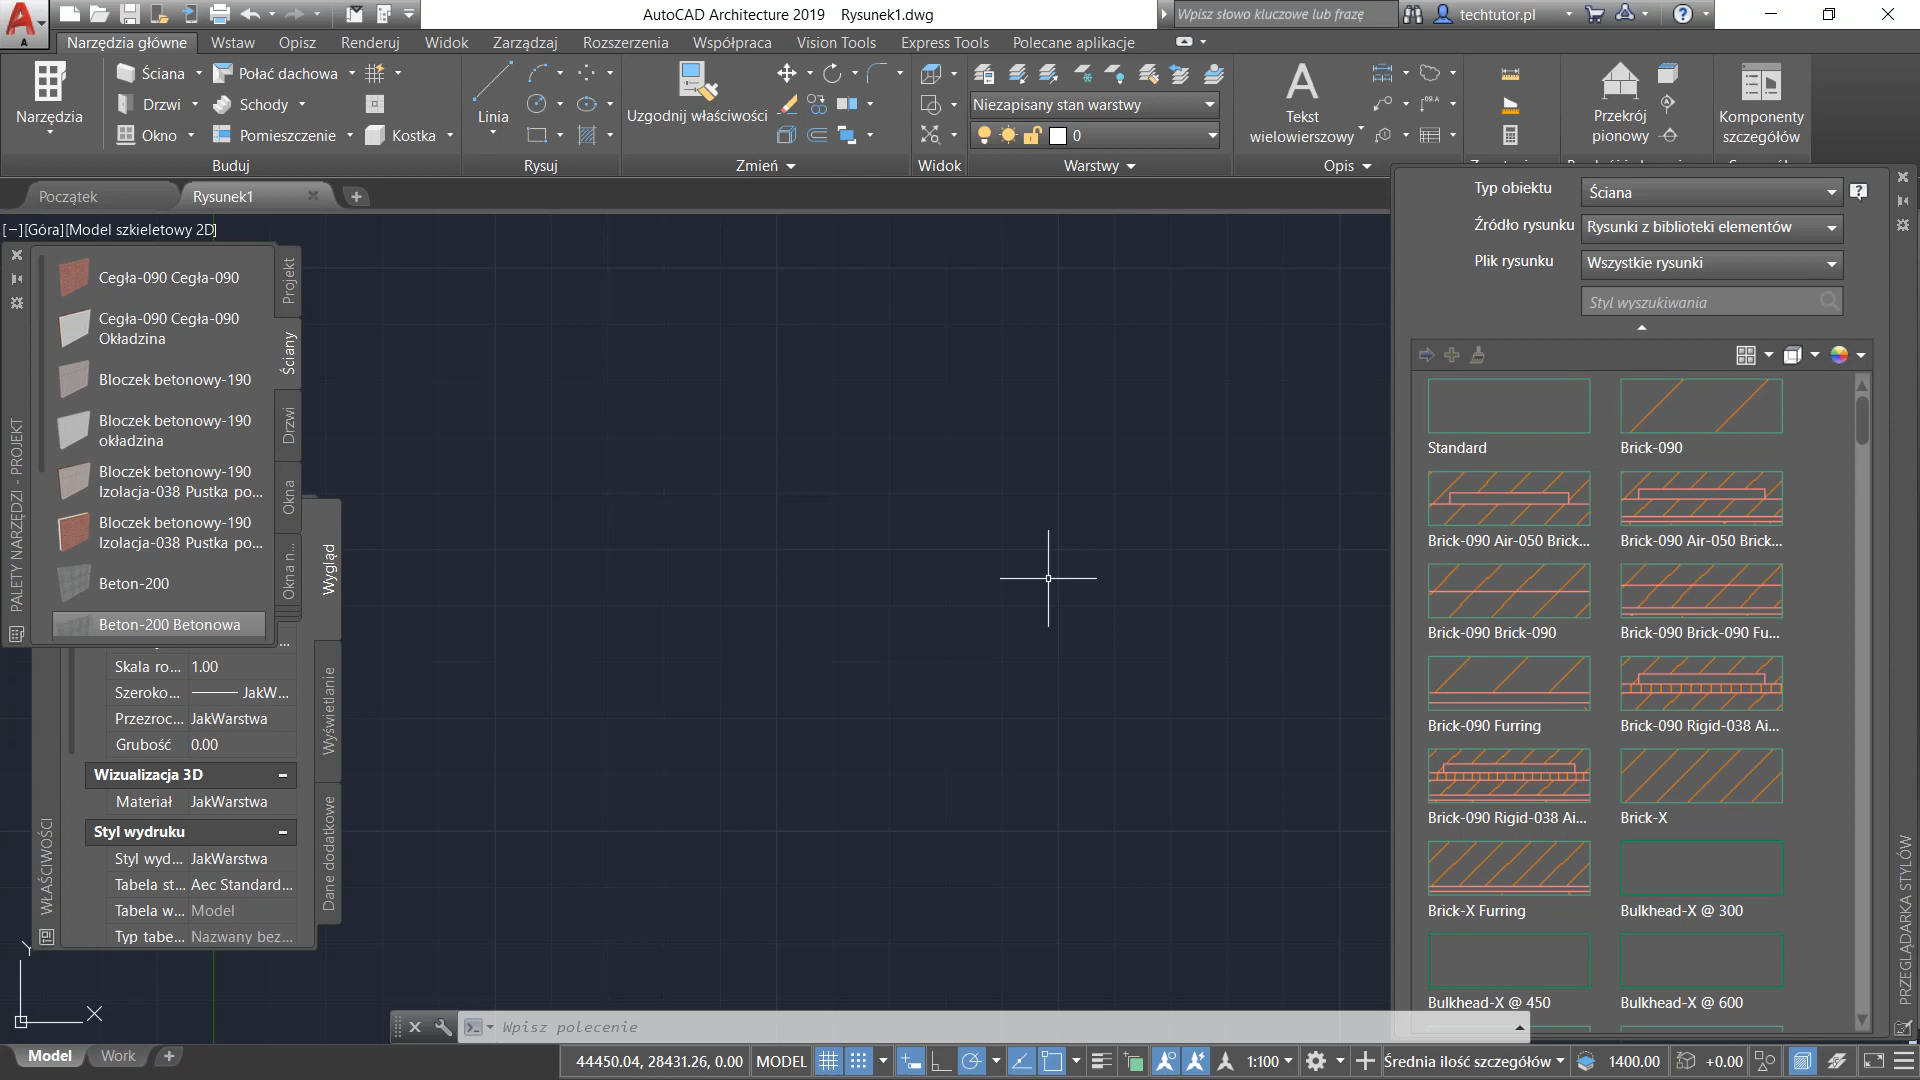 AutoCAD Architecture 2019 Rysunek1.dwg
Wpisz słowo kluczowe lub frazę
techtutor.pl
Narzędzia główne
Wstaw
Opisz
Renderuj
Widok
Zarządzaj
Rozszerzenia
Współpraca
Vision Tools
Express Tools
Polecane aplikacje
Narzędzia
Ściana
Połać dachowa
Drzwi
Schody
Okno
Pomieszczenie
Kostka
Buduj
Linia
Rysuj
Uzgodnij właściwości
Zmień
Widok
Niezapisany stan warstwy
0
Warstwy
Tekst
wielowierszowy
Opis
Przekrój
pionowy
Komponenty
szczegółów
Początek
Rysunek1
[−][Góra][Model szkieletowy 2D]
Cegła-090 Cegła-090
Cegła-090 Cegła-090
Okładzina
Bloczek betonowy-190
Bloczek betonowy-190
okładzina
Bloczek betonowy-190
Izolacja-038 Pustka po...
Bloczek betonowy-190
Izolacja-038 Pustka po...
Beton-200
Beton-200 Betonowa
Projekt
Ściany
Drzwi
Okna
Okna n...
PALETY NARZĘDZI - PROJEKT
Skala ro... 1.00
Szeroko... JakW...
Przezroc... JakWarstwa
Grubość 0.00
Wizualizacja 3D
Materiał JakWarstwa
Styl wydruku
Styl wyd... JakWarstwa
Tabela st... Aec Standard...
Tabela w... Model
Typ tabe... Nazwany bez...
Wygląd
Wyświetlanie
Dane dodatkowe
WŁAŚCIWOŚCI
Y
X
Typ obiektu Ściana
Źródło rysunku Rysunki z biblioteki elementów
Plik rysunku Wszystkie rysunki
Styl wyszukiwania
Standard
Brick-090
Brick-090 Air-050 Brick...
Brick-090 Air-050 Brick...
Brick-090 Brick-090
Brick-090 Brick-090 Fu...
Brick-090 Furring
Brick-090 Rigid-038 Ai...
Brick-090 Rigid-038 Ai...
Brick-X
Brick-X Furring
Bulkhead-X @ 300
Bulkhead-X @ 450
Bulkhead-X @ 600
PRZEGLĄDARKA STYLÓW
Wpisz polecenie
Model
Work
44450.04, 28431.26, 0.00
MODEL
1:100
Średnia ilość szczegółów
1400.00
+0.00